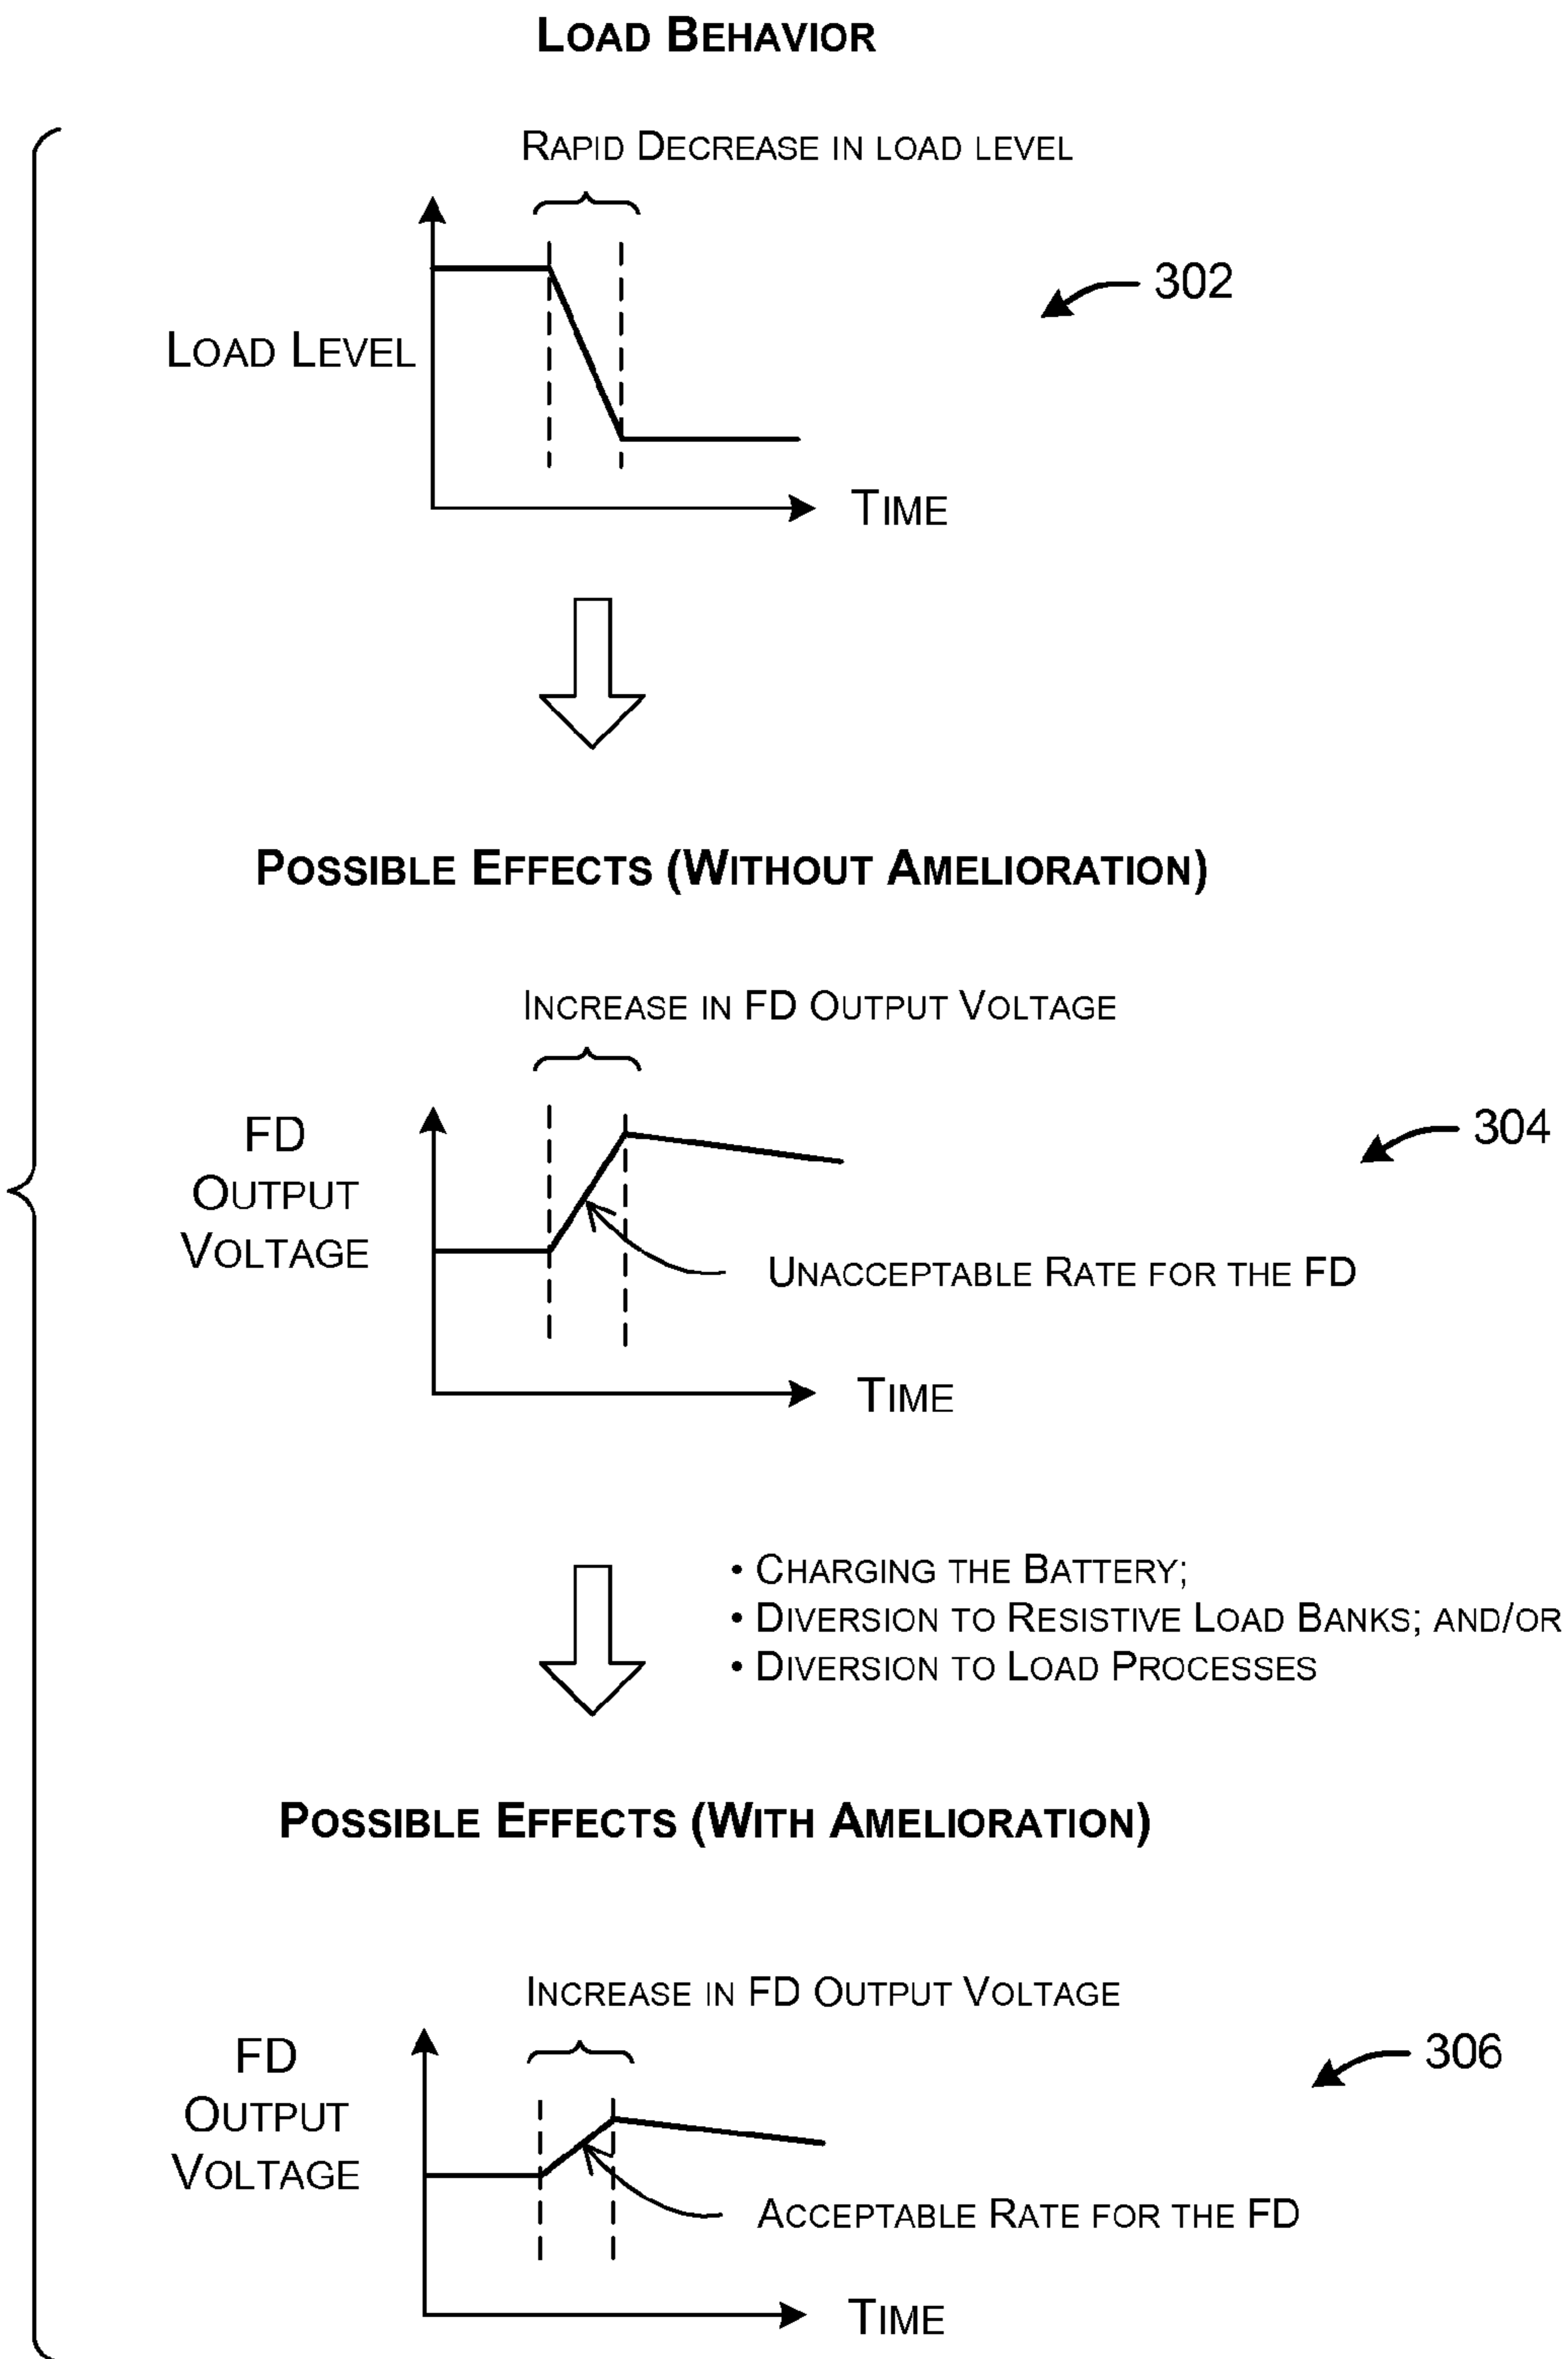 LOAD BEHAVIOR
RAPID DECREASE IN LOAD LEVEL
302
LOAD LEVEL
TIME
POSSIBLE EFFECTS (WITHOUT AMELIORATION)
INCREASE IN FD OUTPUT VOLTAGE
FD
OUTPUT
VOLTAGE
304
UNACCEPTABLE RATE FOR THE FD
TIME
• CHARGING THE BATTERY;
• DIVERSION TO RESISTIVE LOAD BANKS; AND/OR
• DIVERSION TO LOAD PROCESSES
POSSIBLE EFFECTS (WITH AMELIORATION)
INCREASE IN FD OUTPUT VOLTAGE
FD
OUTPUT
VOLTAGE
306
ACCEPTABLE RATE FOR THE FD
TIME